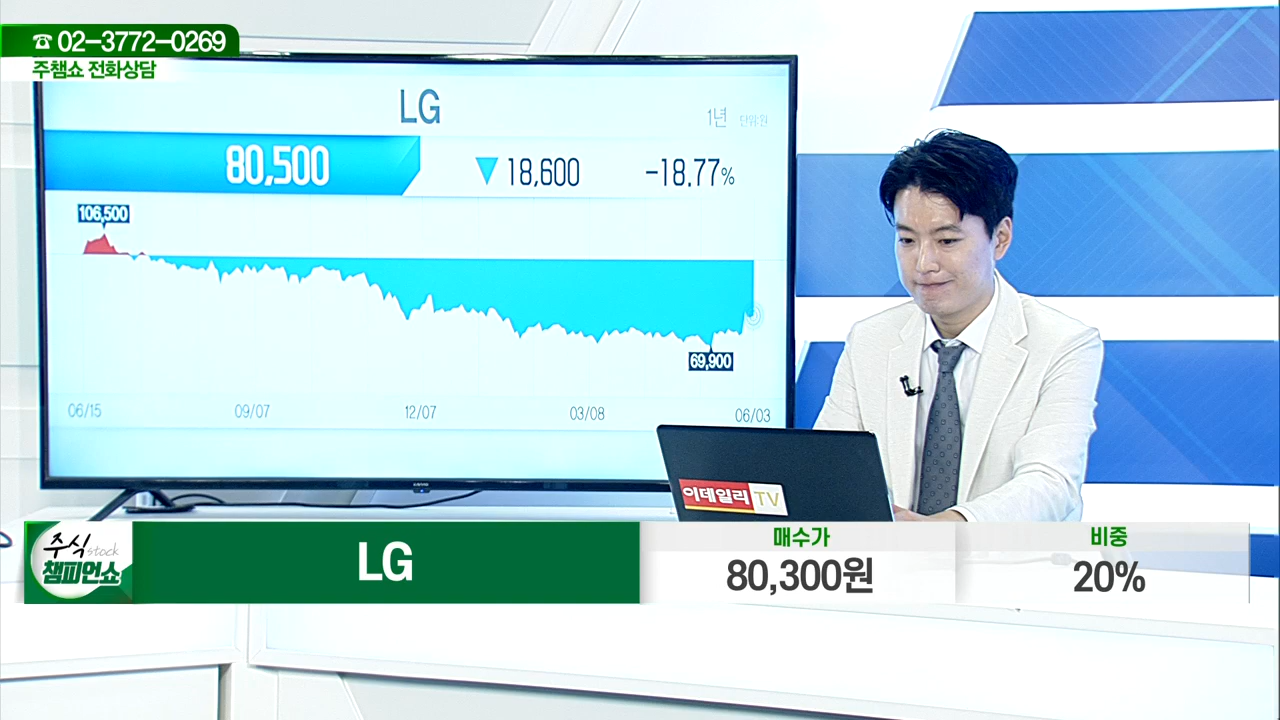 ☎ 02-3772-0269
주챔쇼 전화상담
LG
1년 단위:원
80,500 ▼18,600 -18.77%
106,500
69,900
06/15 09/07 12/07 03/08 06/03
이데일리 TV
주식 stock
챔피언쇼
LG
매수가
80,300원
비중
20%